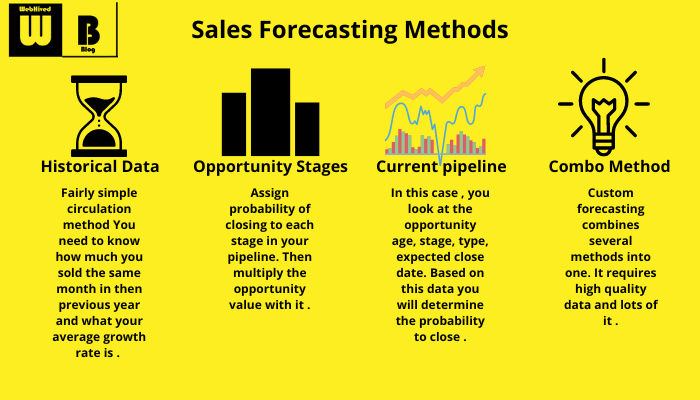 WebHived
W
B
Blog
Sales Forecasting Methods
Historical Data
Fairly simple
circulation
method You
need to know
how much you
sold the same
month in then
previous year
and what your
average growth
rate is .
Opportunity Stages
Assign
probability of
closing to each
stage in your
pipeline. Then
multiply the
opportunity
value with it .
Current pipeline
In this case , you
look at the
opportunity
age, stage, type,
expected close
date. Based on
this data you
will determine
the probability
to close .
Combo Method
Custom
forecasting
combines
several
methods into
one. It requires
high quality
data and lots of
it .